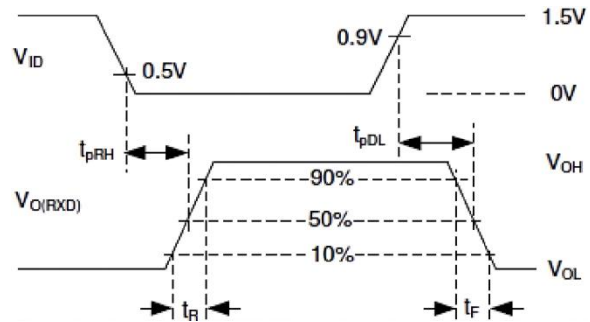 1.5V
V_ID
0.9V
0.5V
0V
t_pRH
t_pDL
V_OH
90%
V_O(RXD)
50%
10%
V_OL
t_R
t_F